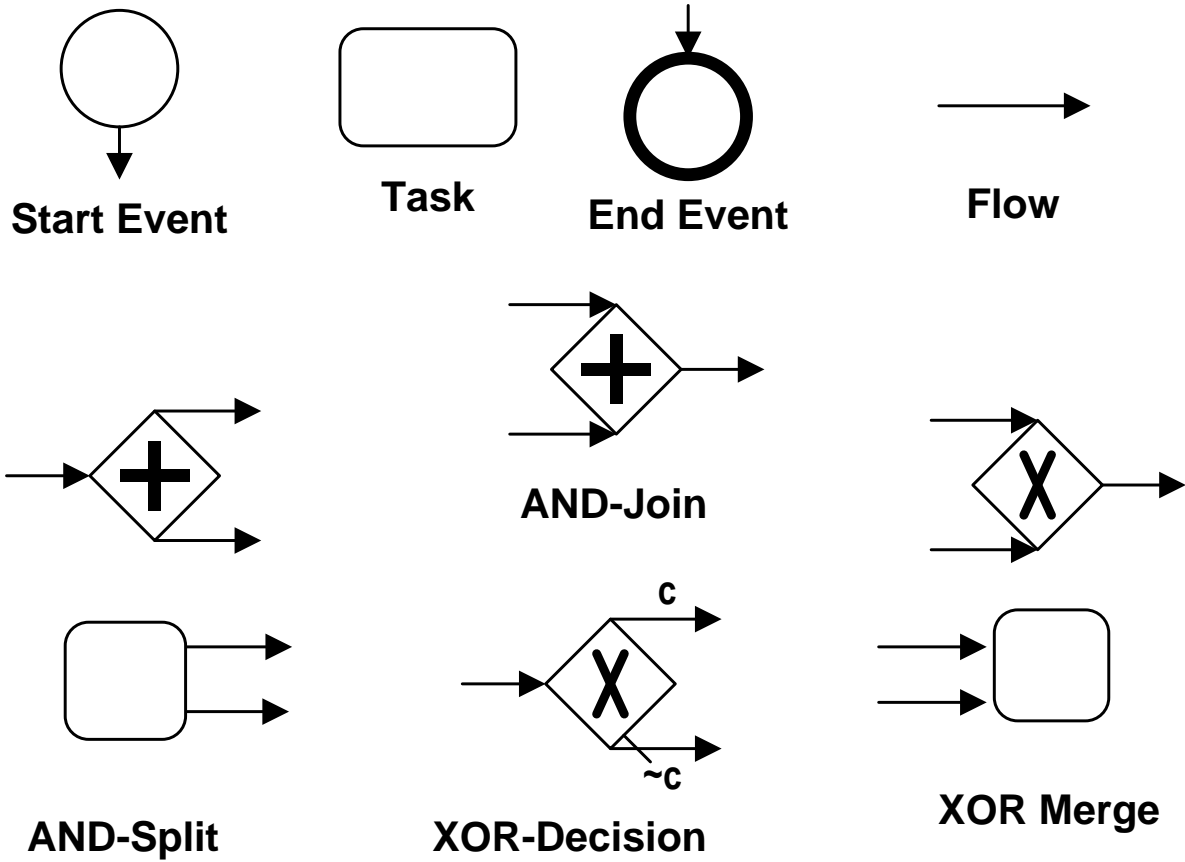 Start Event
Task
End Event
Flow
AND-Join
c
~c
AND-Split
XOR-Decision
XOR Merge